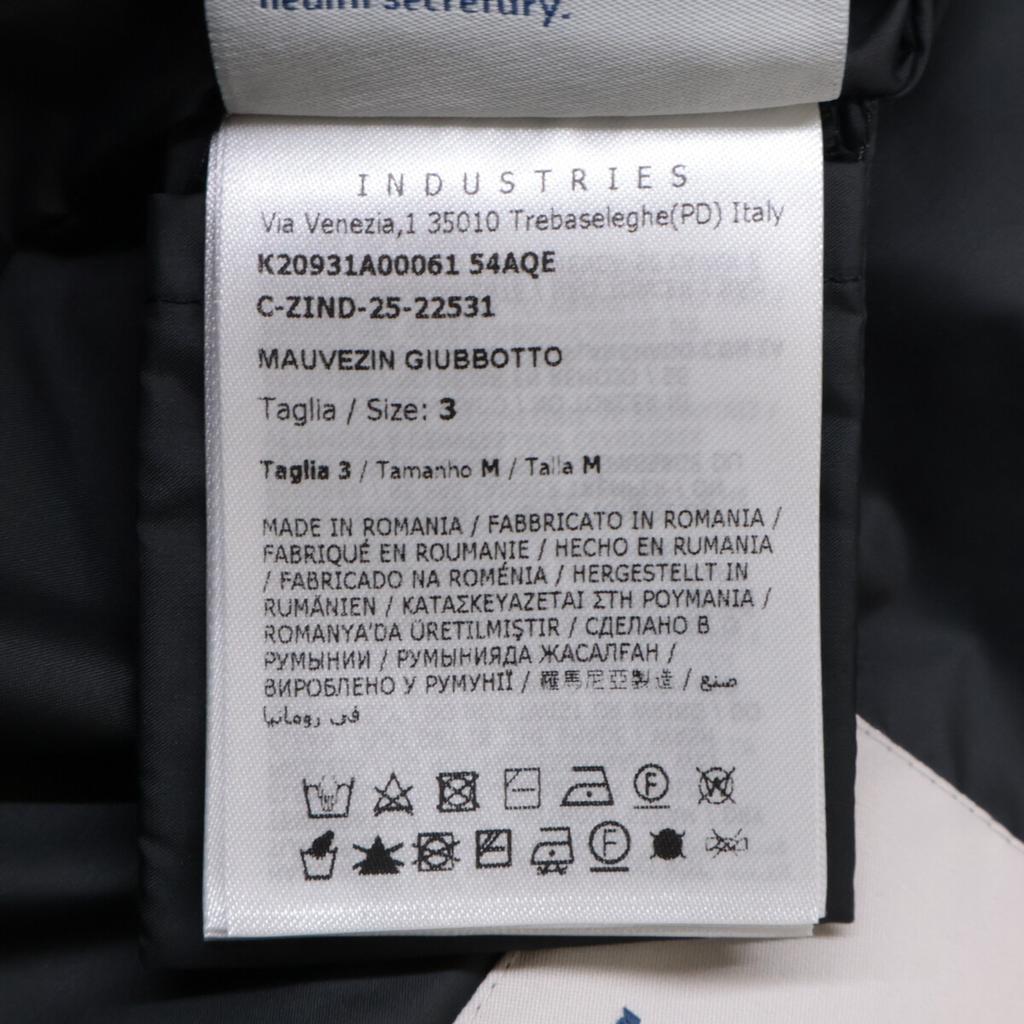 health secretary.
INDUSTRIES
Via Venezia,1 35010 Trebaseleghe(PD) Italy
K20931A00061 54AQE
C-ZIND-25-22531
MAUVEZIN GIUBBOTTO
Taglia / Size: 3
Taglia 3 / Tamanho M / Talla M
MADE IN ROMANIA / FABBRICATO IN ROMANIA /
FABRIQUÉ EN ROUMANIE / HECHO EN RUMANIA
/ FABRICADO NA ROMÉNIA / HERGESTELLT IN
RUMÄNIEN / ΚΑΤΑΣΚΕΥΑΖΕΤΑΙ ΣΤΗ ΡΟΥΜΑΝΙΑ /
ROMANYA'DA ÜRETILMIŞTIR / СДЕЛАНО В
РУМЫНИИ / РУМЫНИЯДА ЖАСАЛҒАН /
ВИРОБЛЕНО У РУМУНІЇ / 羅馬尼亞製造 / صنع
في رومانيا
F W
F